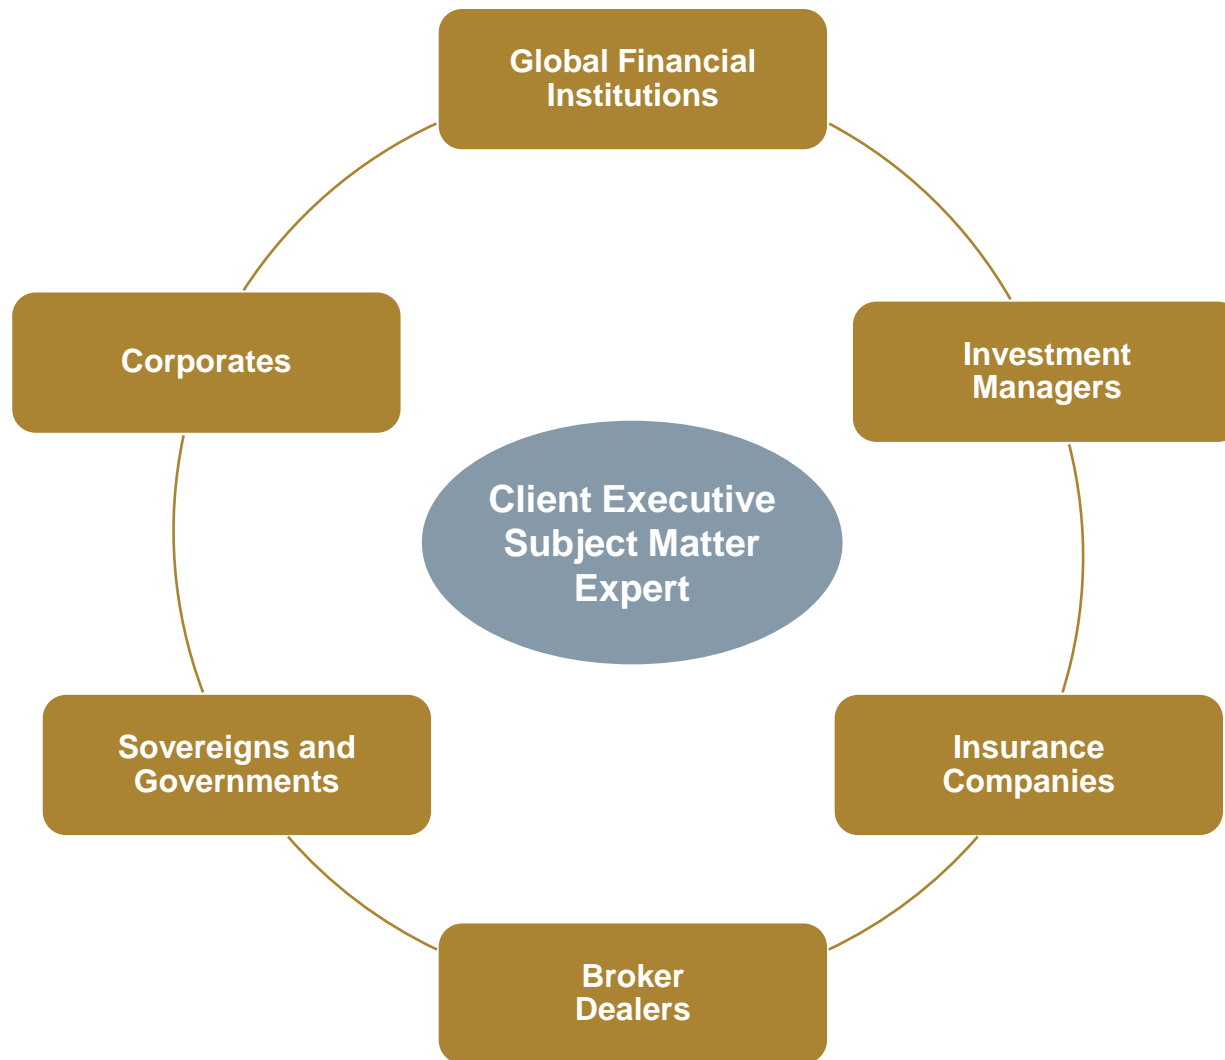 Global Financial
Institutions
Corporates
Investment
Managers
Client Executive
Subject Matter
Expert
Sovereigns and
Governments
Insurance
Companies
Broker
Dealers